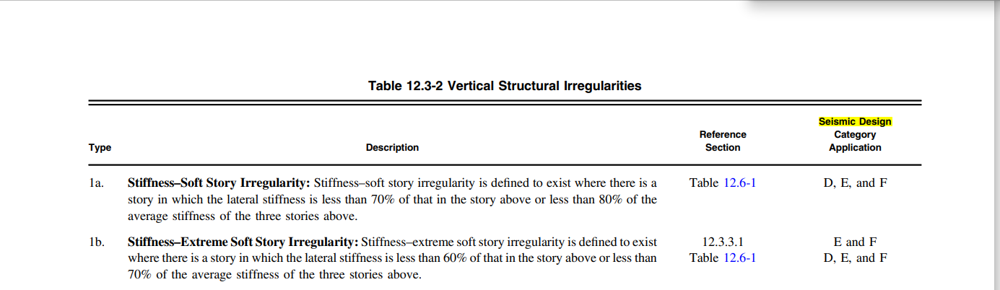 Table 12.3-2 Vertical Structural Irregularities
Type
Description
Reference
Section
Seismic Design
Category
Application
1a.
Stiffness–Soft Story Irregularity: Stiffness–soft story irregularity is defined to exist where there is a
story in which the lateral stiffness is less than 70% of that in the story above or less than 80% of the
average stiffness of the three stories above.
Table 12.6-1
D, E, and F
1b.
Stiffness–Extreme Soft Story Irregularity: Stiffness–extreme soft story irregularity is defined to exist
where there is a story in which the lateral stiffness is less than 60% of that in the story above or less than
70% of the average stiffness of the three stories above.
12.3.3.1
Table 12.6-1
E and F
D, E, and F